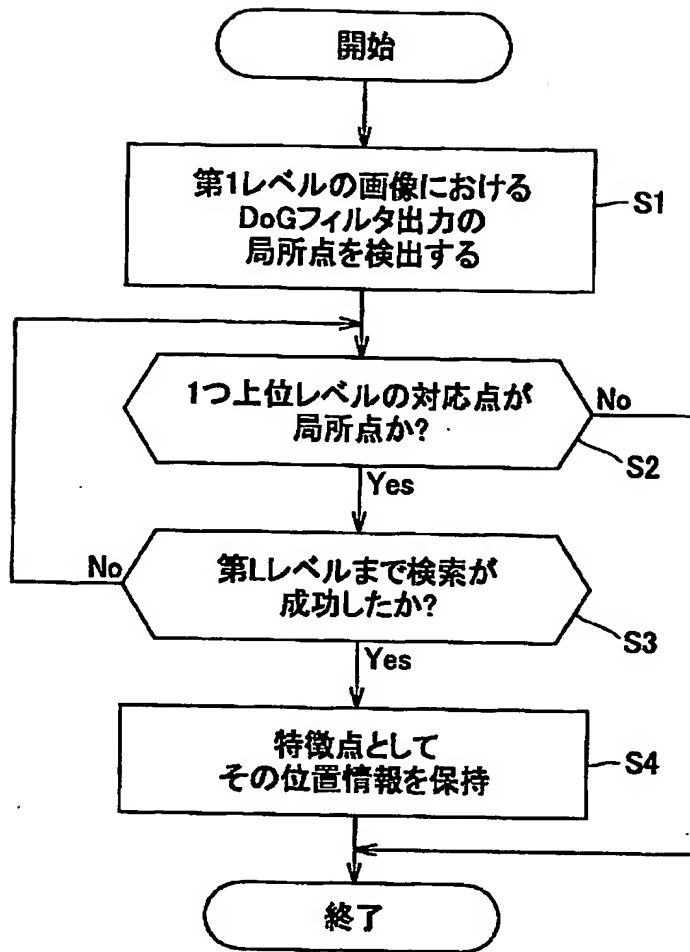 開始
第1レベルの画像における
DoGフィルタ出力の
局所点を検出する
S1
1つ上位レベルの対応点が
局所点か?
No
S2
Yes
第Lレベルまで検索が
成功したか?
No
S3
Yes
特徴点として
その位置情報を保持
S4
終了